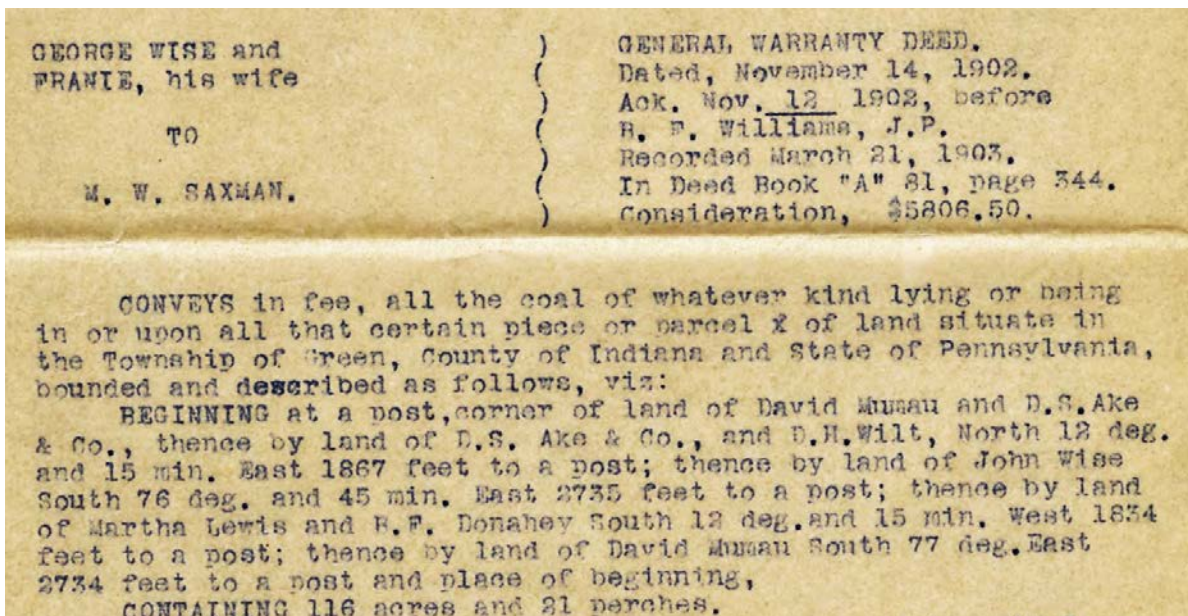 GEORGE WISE and ) GENERAL WARRANTY DEED.
FRANIE, his wife ( Dated, November 14, 1902.
) Ack. Nov. 12 1902, before
TO ( B. F. Williams, J.P.
) Recorded March 21, 1903.
M. W. SAXMAN. ( In Deed Book "A" 81, page 344.
) Consideration, $5806.50.
CONVEYS in fee, all the coal of whatever kind lying or being
in or upon all that certain piece or parcel x of land situate in
the Township of Green, County of Indiana and State of Pennsylvania,
bounded and described as follows, viz:
BEGINNING at a post,corner of land of David Mumau and D.S.Ake
& Co., thence by land of D.S. Ake & Co., and D.H.Wilt, North 12 deg.
and 15 min. East 1867 feet to a post; thence by land of John Wise
South 76 deg. and 45 min. East 2735 feet to a post; thence by land
of Martha Lewis and B.F. Donahey South 12 deg.and 15 min. West 1834
feet to a post; thence by land of David Mumau South 77 deg.East
2734 feet to a post and place of beginning,
CONTAINING 116 acres and 21 perches.